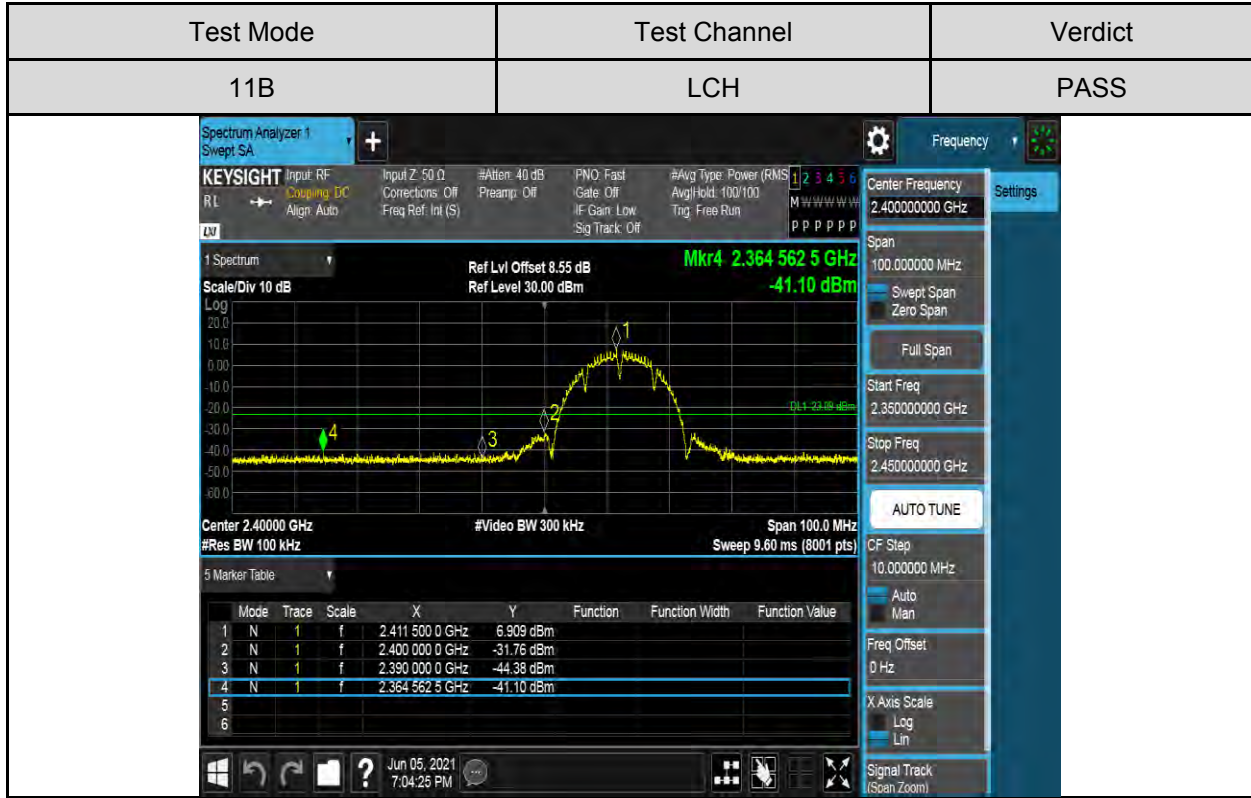 Test Mode Test Channel Verdict
11B LCH PASS
Spectrum Analyzer 1
Swept SA
+
Frequency
KEYSIGHT Input: RF Input Z: 50 Ω #Atten: 40 dB PNO: Fast #Avg Type: Power (RMS 1 2 3 4 5 6
RL Coupling: DC Corrections: Off Preamp: Off Gate: Off Avg|Hold: 100/100 M W W W W W
Align: Auto Freq Ref: Int (S) IF Gain: Low Trig: Free Run
LXI Sig Track: Off P P P P P P
Center Frequency
2.400000000 GHz
Settings
Span
100.000000 MHz
Swept Span
Zero Span
Full Span
Start Freq
2.350000000 GHz
Stop Freq
2.450000000 GHz
AUTO TUNE
CF Step
10.000000 MHz
Auto
Man
Freq Offset
0 Hz
X Axis Scale
Log
Lin
Signal Track
(Span Zoom)
1 Spectrum
Ref Lvl Offset 8.55 dB Mkr4 2.364 562 5 GHz
Scale/Div 10 dB Ref Level 30.00 dBm -41.10 dBm
Log
20.0
10.0
0.00
-10.0
-20.0
-30.0
-40.0
-50.0
-60.0
1
DL1 -23.09 dBm
2
4
3
Center 2.40000 GHz #Video BW 300 kHz Span 100.0 MHz
#Res BW 100 kHz Sweep 9.60 ms (8001 pts)
5 Marker Table
Mode Trace Scale X Y Function Function Width Function Value
1 N 1 f 2.411 500 0 GHz 6.909 dBm
2 N 1 f 2.400 000 0 GHz -31.76 dBm
3 N 1 f 2.390 000 0 GHz -44.38 dBm
4 N 1 f 2.364 562 5 GHz -41.10 dBm
5
6
? Jun 05, 2021
7:04:25 PM